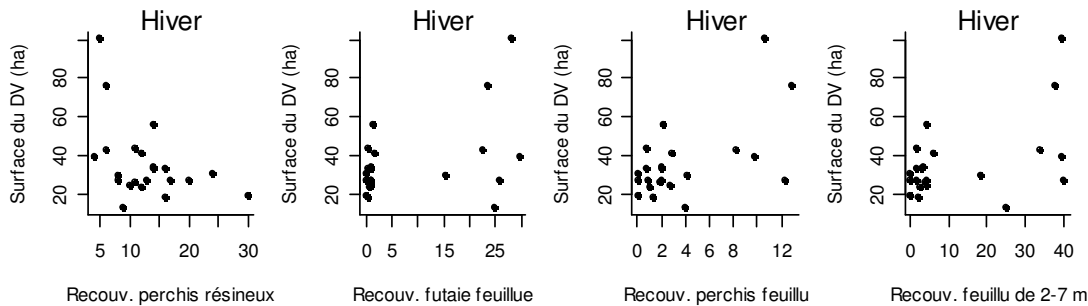 Hiver
Surface du DV (ha)
20 40 60 80
5 10 20 30
Recouv. perchis résineux
Hiver
Surface du DV (ha)
20 40 60 80
0 5 15 25
Recouv. futaie feuillue
Hiver
Surface du DV (ha)
20 40 60 80
0 2 4 6 8 12
Recouv. perchis feuillu
Hiver
Surface du DV (ha)
20 40 60 80
0 10 20 30 40
Recouv. feuillu de 2-7 m